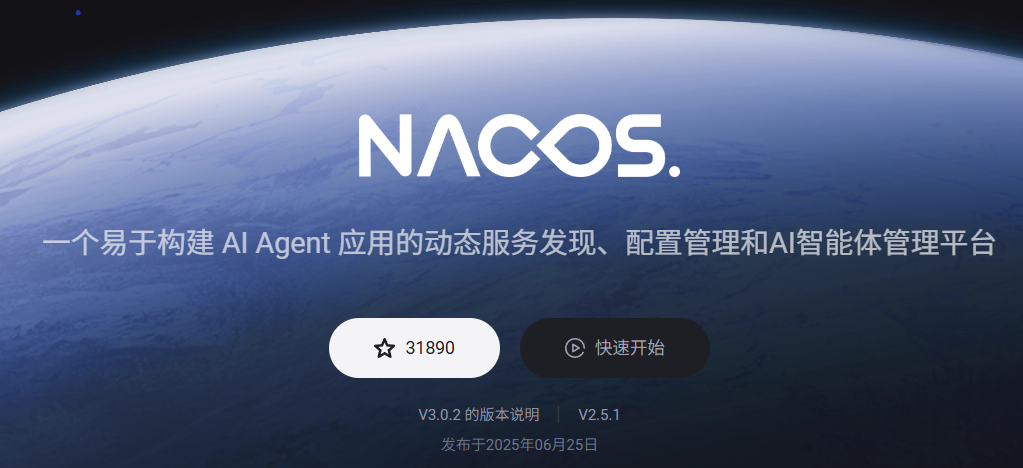 NACOS.
一个易于构建 AI Agent 应用的动态服务发现、配置管理和AI智能体管理平台
31890 快速开始
V3.0.2 的版本说明 | V2.5.1
发布于2025年06月25日